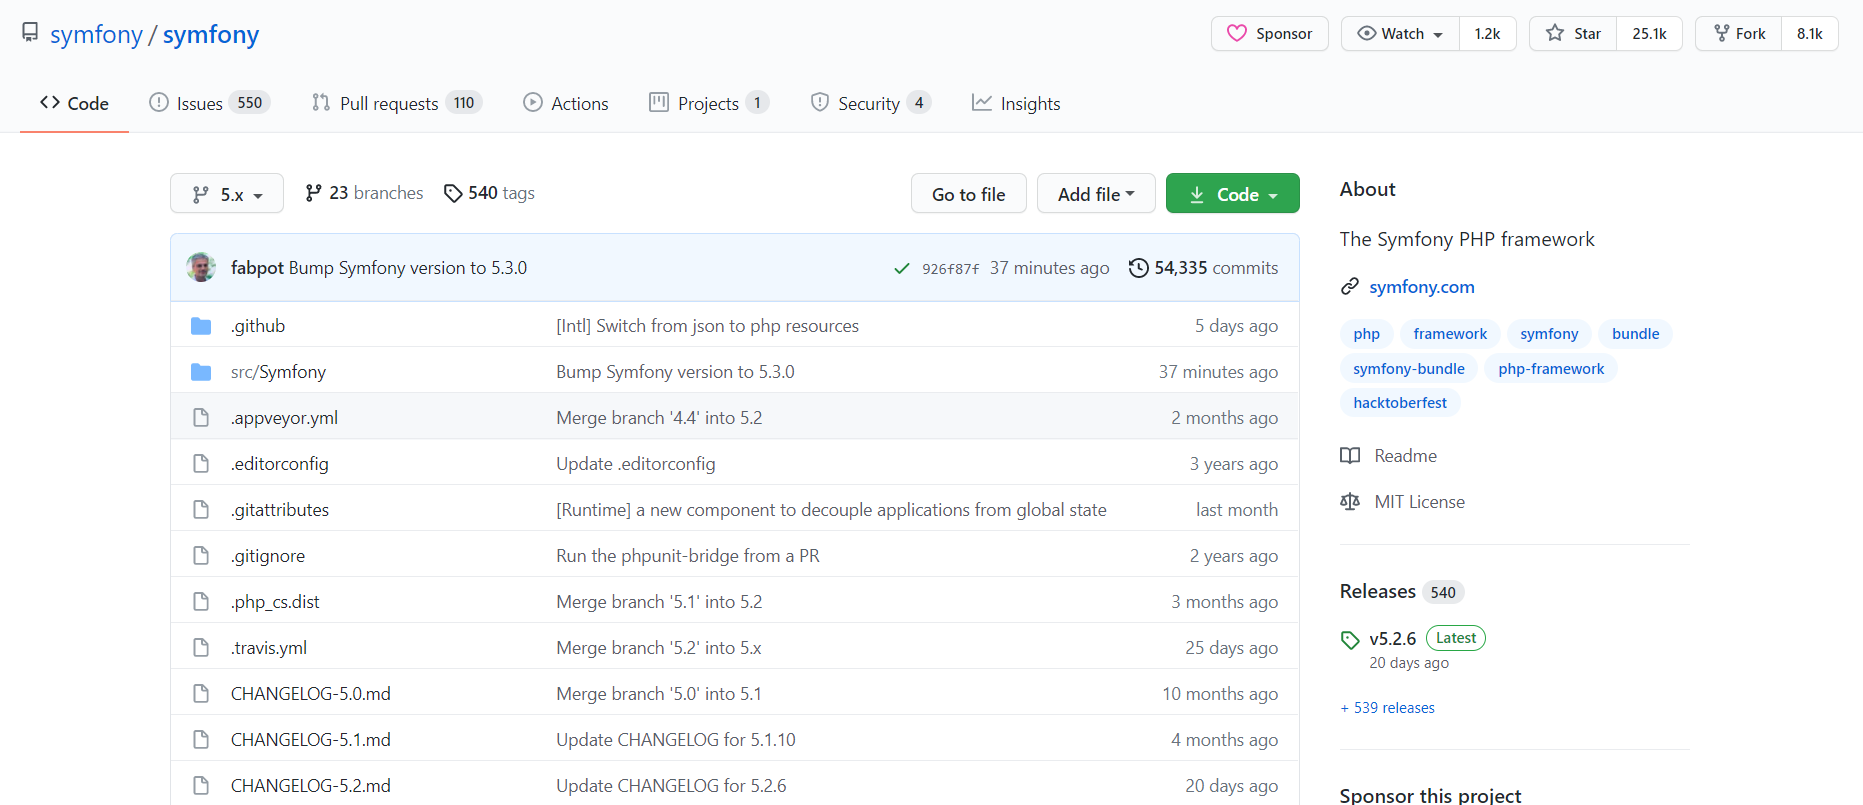 symfony / symfony
Sponsor
Watch 1.2k
Star 25.1k
Fork 8.1k
Code
Issues 550
Pull requests 110
Actions
Projects 1
Security 4
Insights
5.x
23 branches
540 tags
Go to file
Add file
Code
fabpot Bump Symfony version to 5.3.0 926f87f 37 minutes ago 54,335 commits
.github [Intl] Switch from json to php resources 5 days ago
src/Symfony Bump Symfony version to 5.3.0 37 minutes ago
.appveyor.yml Merge branch '4.4' into 5.2 2 months ago
.editorconfig Update .editorconfig 3 years ago
.gitattributes [Runtime] a new component to decouple applications from global state last month
.gitignore Run the phpunit-bridge from a PR 2 years ago
.php_cs.dist Merge branch '5.1' into 5.2 3 months ago
.travis.yml Merge branch '5.2' into 5.x 25 days ago
CHANGELOG-5.0.md Merge branch '5.0' into 5.1 10 months ago
CHANGELOG-5.1.md Update CHANGELOG for 5.1.10 4 months ago
CHANGELOG-5.2.md Update CHANGELOG for 5.2.6 20 days ago
About
The Symfony PHP framework
symfony.com
php framework symfony bundle
symfony-bundle php-framework
hacktoberfest
Readme
MIT License
Releases 540
v5.2.6 Latest
20 days ago
+ 539 releases
Sponsor this project